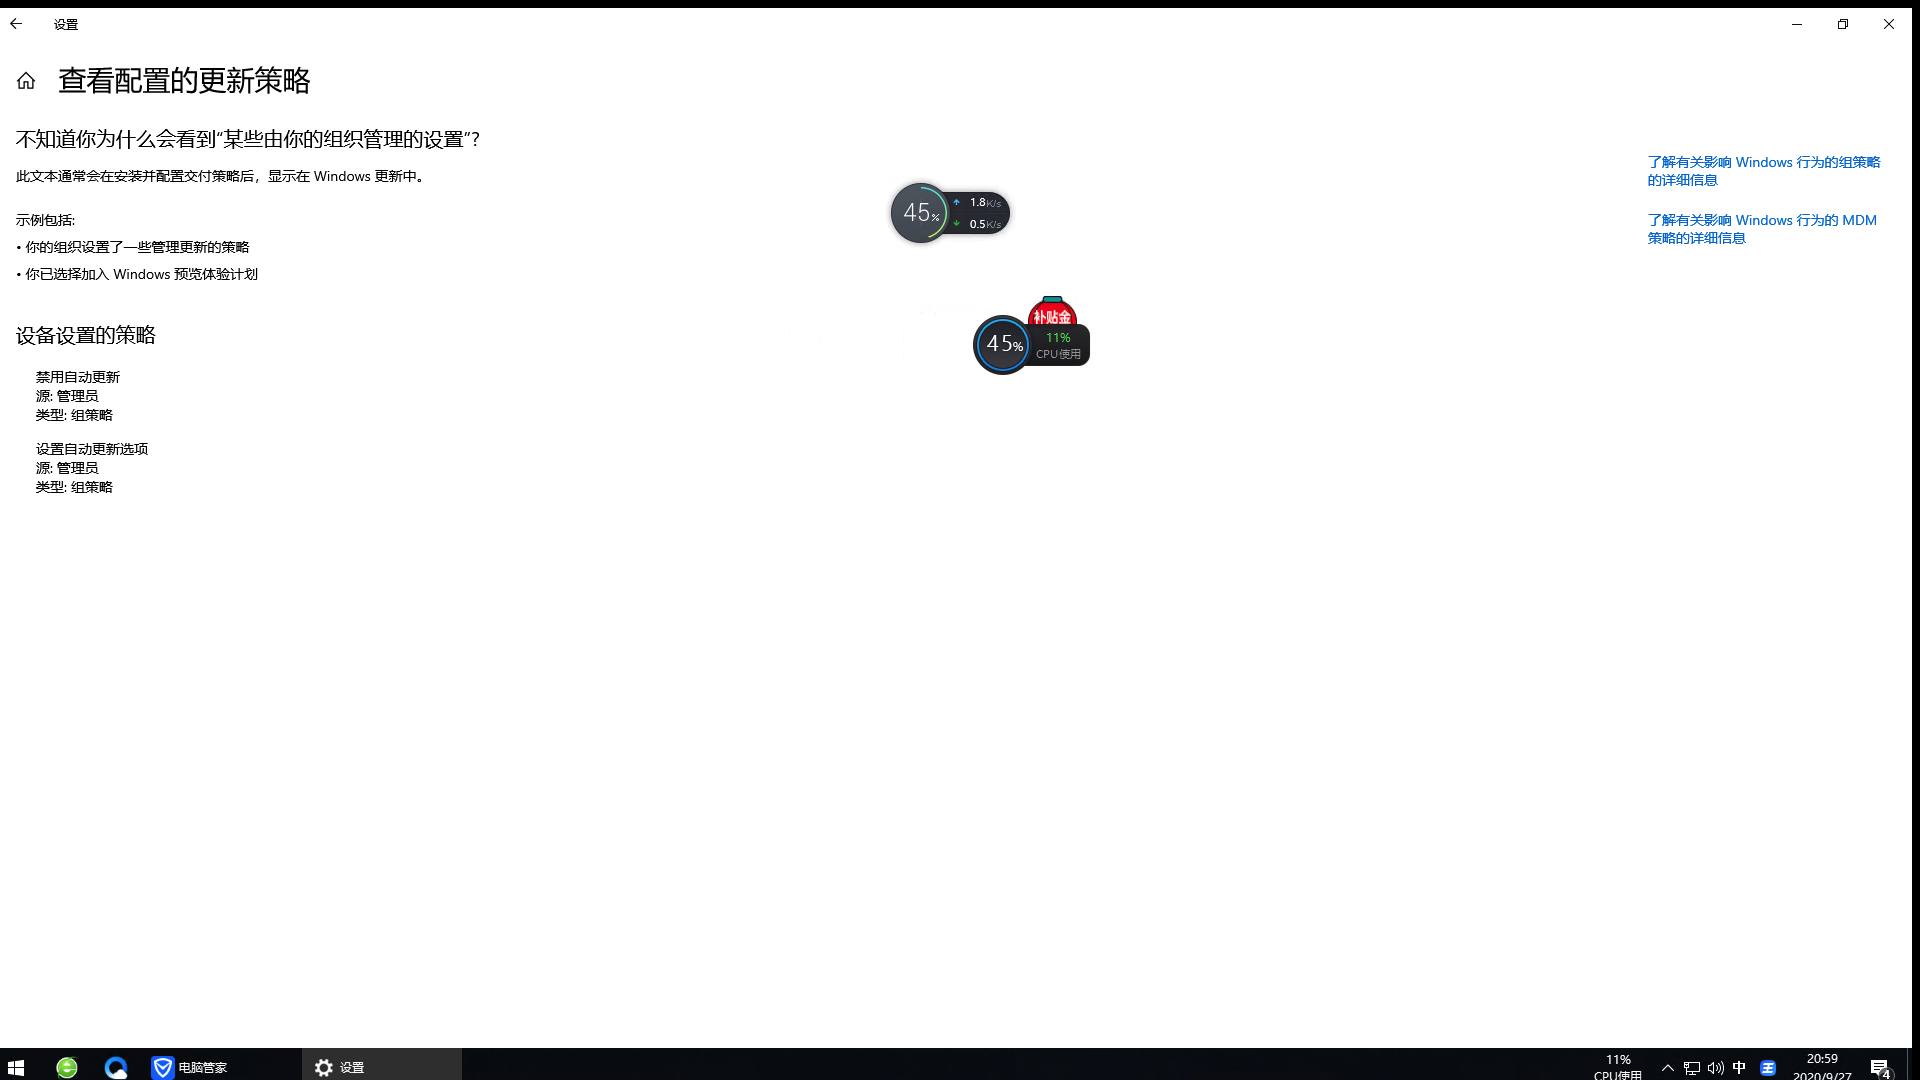 设置
查看配置的更新策略
不知道你为什么会看到“某些由你的组织管理的设置”?
此文本通常会在安装并配置交付策略后，显示在 Windows 更新中。
示例包括:
• 你的组织设置了一些管理更新的策略
• 你已选择加入 Windows 预览体验计划
设备设置的策略
禁用自动更新
源: 管理员
类型: 组策略
设置自动更新选项
源: 管理员
类型: 组策略
了解有关影响 Windows 行为的组策略
的详细信息
了解有关影响 Windows 行为的 MDM
策略的详细信息
45%
1.8K/s
0.5K/s
补贴金
45%
11%
CPU使用
电脑管家
设置
11%
CPU使用
中
20:59
2020/9/27
4